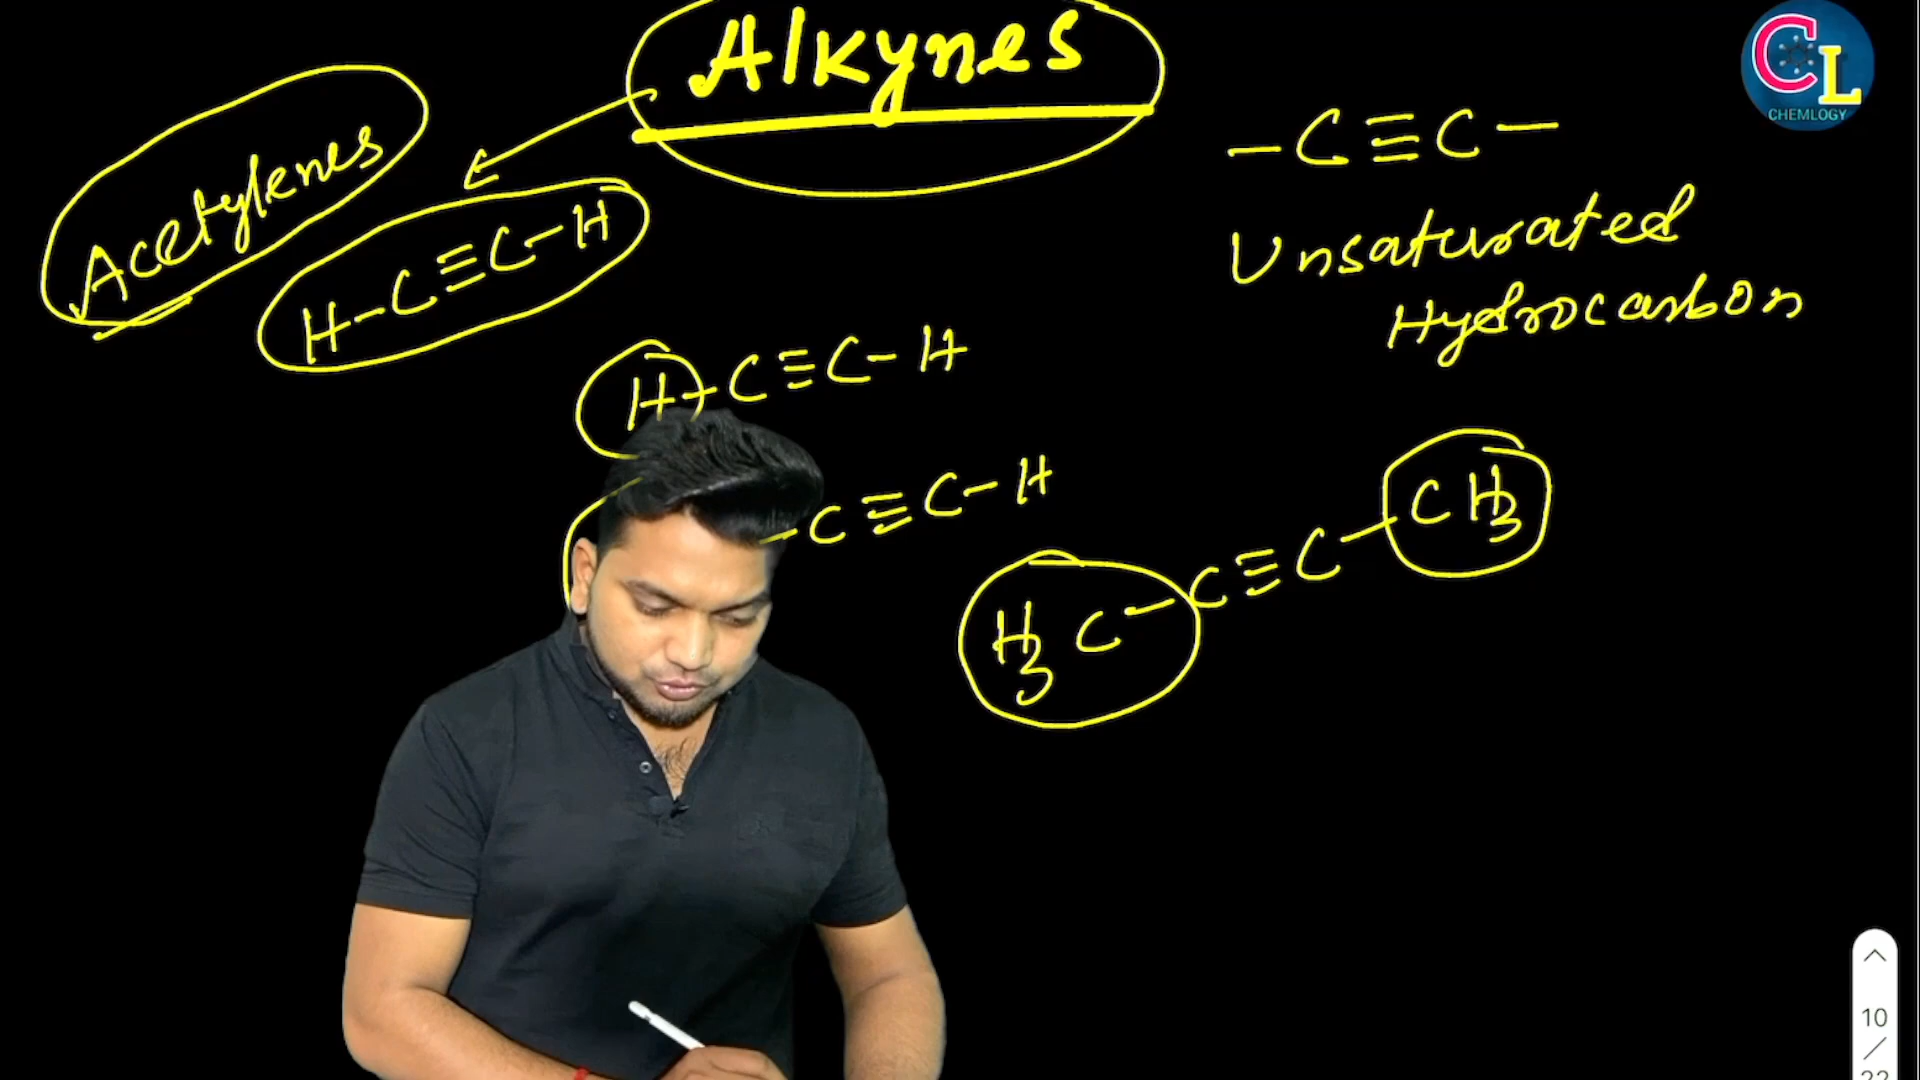 Alkynes
CL
CHEMLOGY
–C≡C–
Acetylenes
H–C≡C–H
Unsaturated
Hydrocarbon
H–C≡C–H
–C≡C–H
H₃C–C≡C–CH₃
10
/